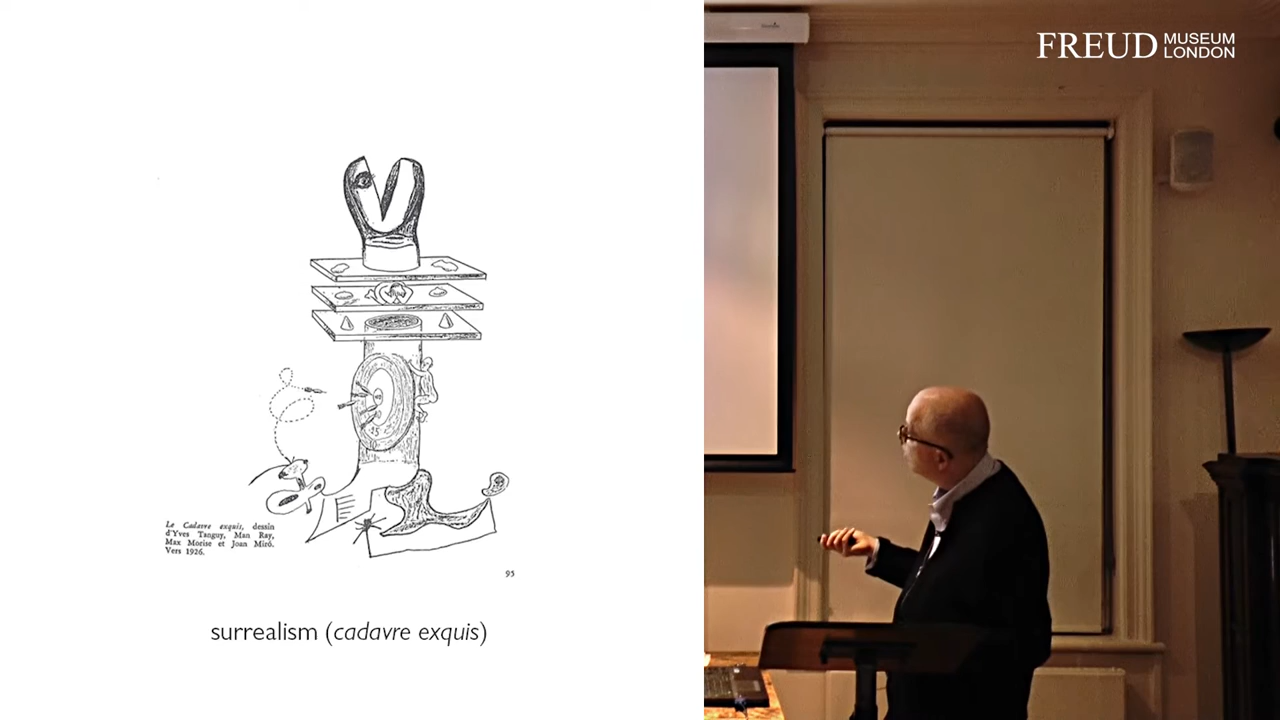 FREUD MUSEUM LONDON
Le Cadavre exquis, dessin
d'Yves Tanguy, Man Ray,
Max Morise et Joan Miró.
Vers 1926.
95
surrealism (cadavre exquis)